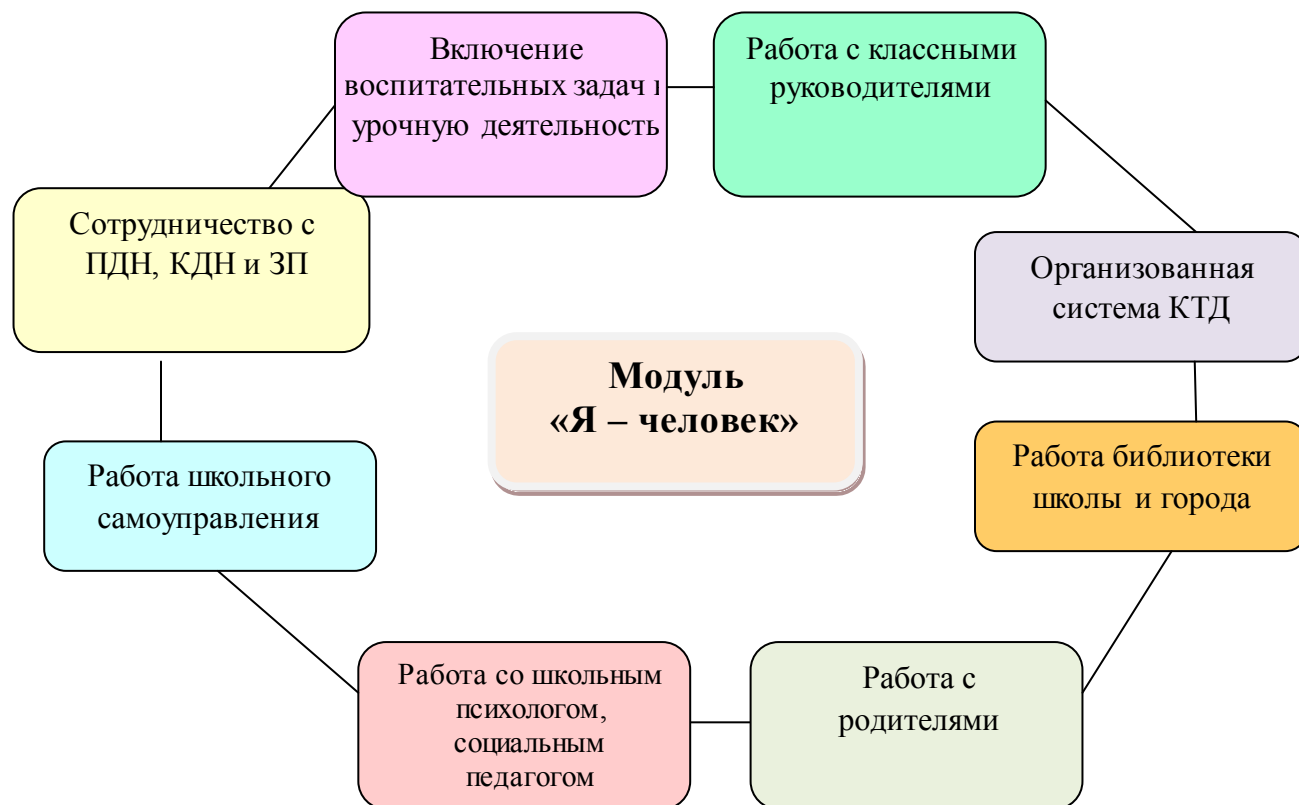 Включение
воспитательных задач в
урочную деятельность
Работа с классными
руководителями
Сотрудничество с
ПДН, КДН и ЗП
Организованная
система КТД
Модуль
«Я – человек»
Работа школьного
самоуправления
Работа библиотеки
школы и города
Работа со школьным
психологом,
социальным
педагогом
Работа с
родителями